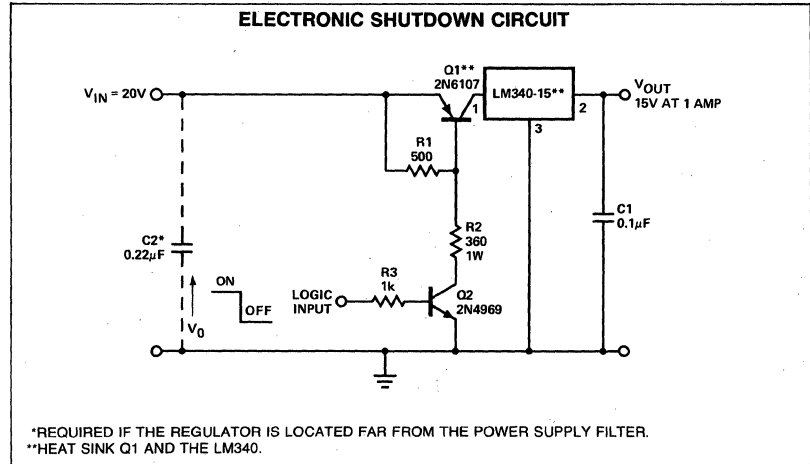 ELECTRONIC SHUTDOWN CIRCUIT
Q1**
2N6107
VIN = 20V
LM340-15**
1
2
3
VOUT
15V AT 1 AMP
R1
500
R2
360
1W
C1
0.1µF
C2*
0.22µF
ON
OFF
V0
LOGIC
INPUT
R3
1k
Q2
2N4969
*REQUIRED IF THE REGULATOR IS LOCATED FAR FROM THE POWER SUPPLY FILTER.
**HEAT SINK Q1 AND THE LM340.